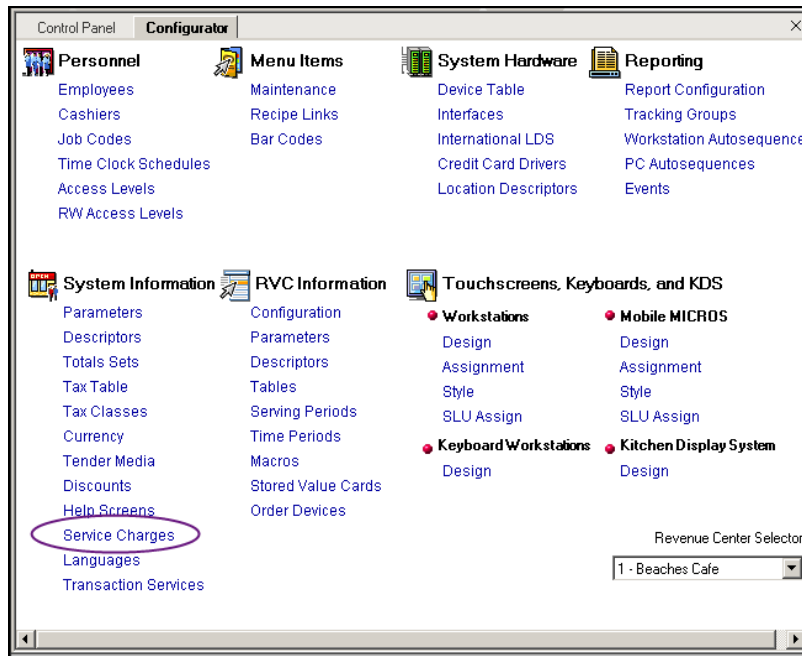 Control Panel
Configurator
Personnel
Employees
Cashiers
Job Codes
Time Clock Schedules
Access Levels
RW Access Levels
Menu Items
Maintenance
Recipe Links
Bar Codes
System Hardware
Device Table
Interfaces
International LDS
Credit Card Drivers
Location Descriptors
Reporting
Report Configuration
Tracking Groups
Workstation Autosequence
PC Autosequences
Events
OPEN
System Information
Parameters
Descriptors
Totals Sets
Tax Table
Tax Classes
Currency
Tender Media
Discounts
Help Screens
Service Charges
Languages
Transaction Services
RVC Information
Configuration
Parameters
Descriptors
Tables
Serving Periods
Time Periods
Macros
Stored Value Cards
Order Devices
Touchscreens, Keyboards, and KDS
Workstations
Design
Assignment
Style
SLU Assign
Keyboard Workstations
Design
Mobile MICROS
Design
Assignment
Style
SLU Assign
Kitchen Display System
Design
Revenue Center Selector
1 - Beaches Cafe